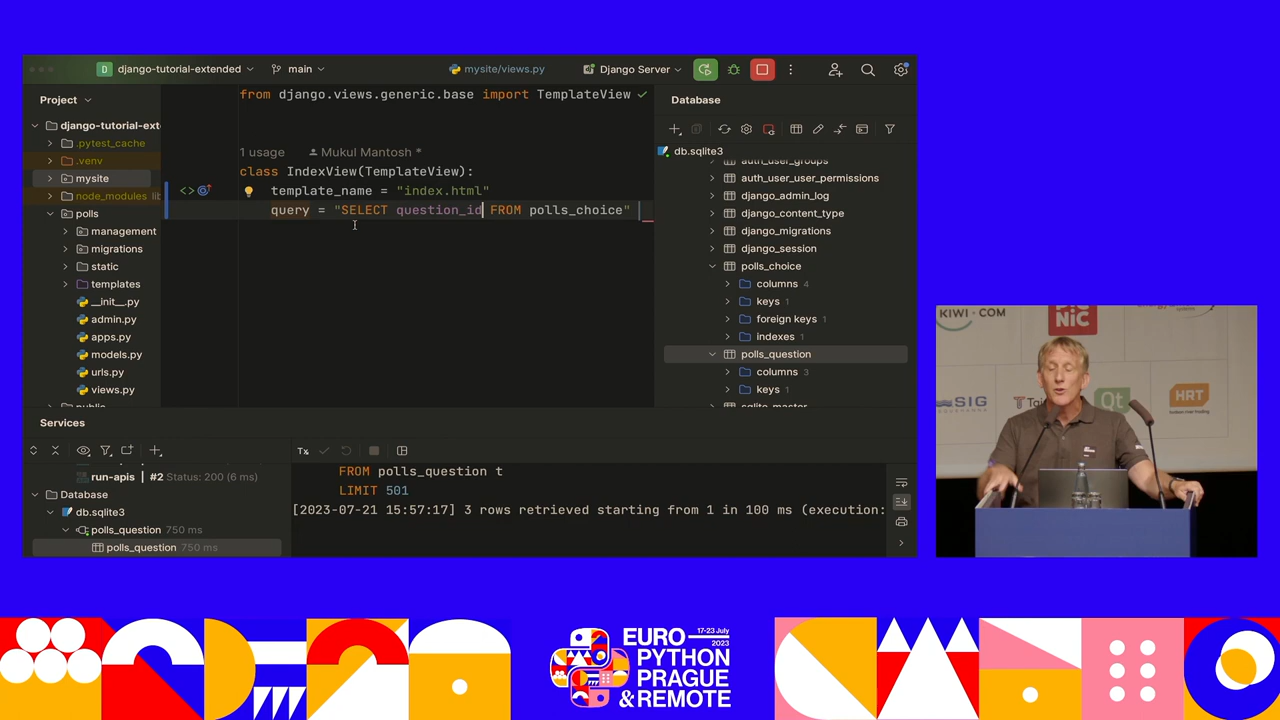 django-tutorial-extended
main
mysite/views.py
Django Server
Project
django-tutorial-ext
.pytest_cache
.venv
mysite
node_modules lib
polls
management
migrations
static
templates
__init__.py
admin.py
apps.py
models.py
urls.py
views.py
public
from django.views.generic.base import TemplateView
1 usage Mukul Mantosh *
class IndexView(TemplateView):
template_name = "index.html"
query = "SELECT question_id FROM polls_choice"
Database
db.sqlite3
auth_user_groups
auth_user_user_permissions
django_admin_log
django_content_type
django_migrations
django_session
polls_choice
columns 4
keys 1
foreign keys 1
indexes 1
polls_question
columns 3
keys 1
sqlite_master
Services
run-apis | #2 Status: 200 (6 ms)
Database
db.sqlite3
polls_question 750 ms
polls_question 750 ms
Tx
FROM polls_question t
LIMIT 501
[2023-07-21 15:57:17] 3 rows retrieved starting from 1 in 100 ms (execution:
KIWI.COM
PICNIC
SIG
Qt
HRT
EURO
17-23 July
2023
PYTHON
PRAGUE
& REMOTE